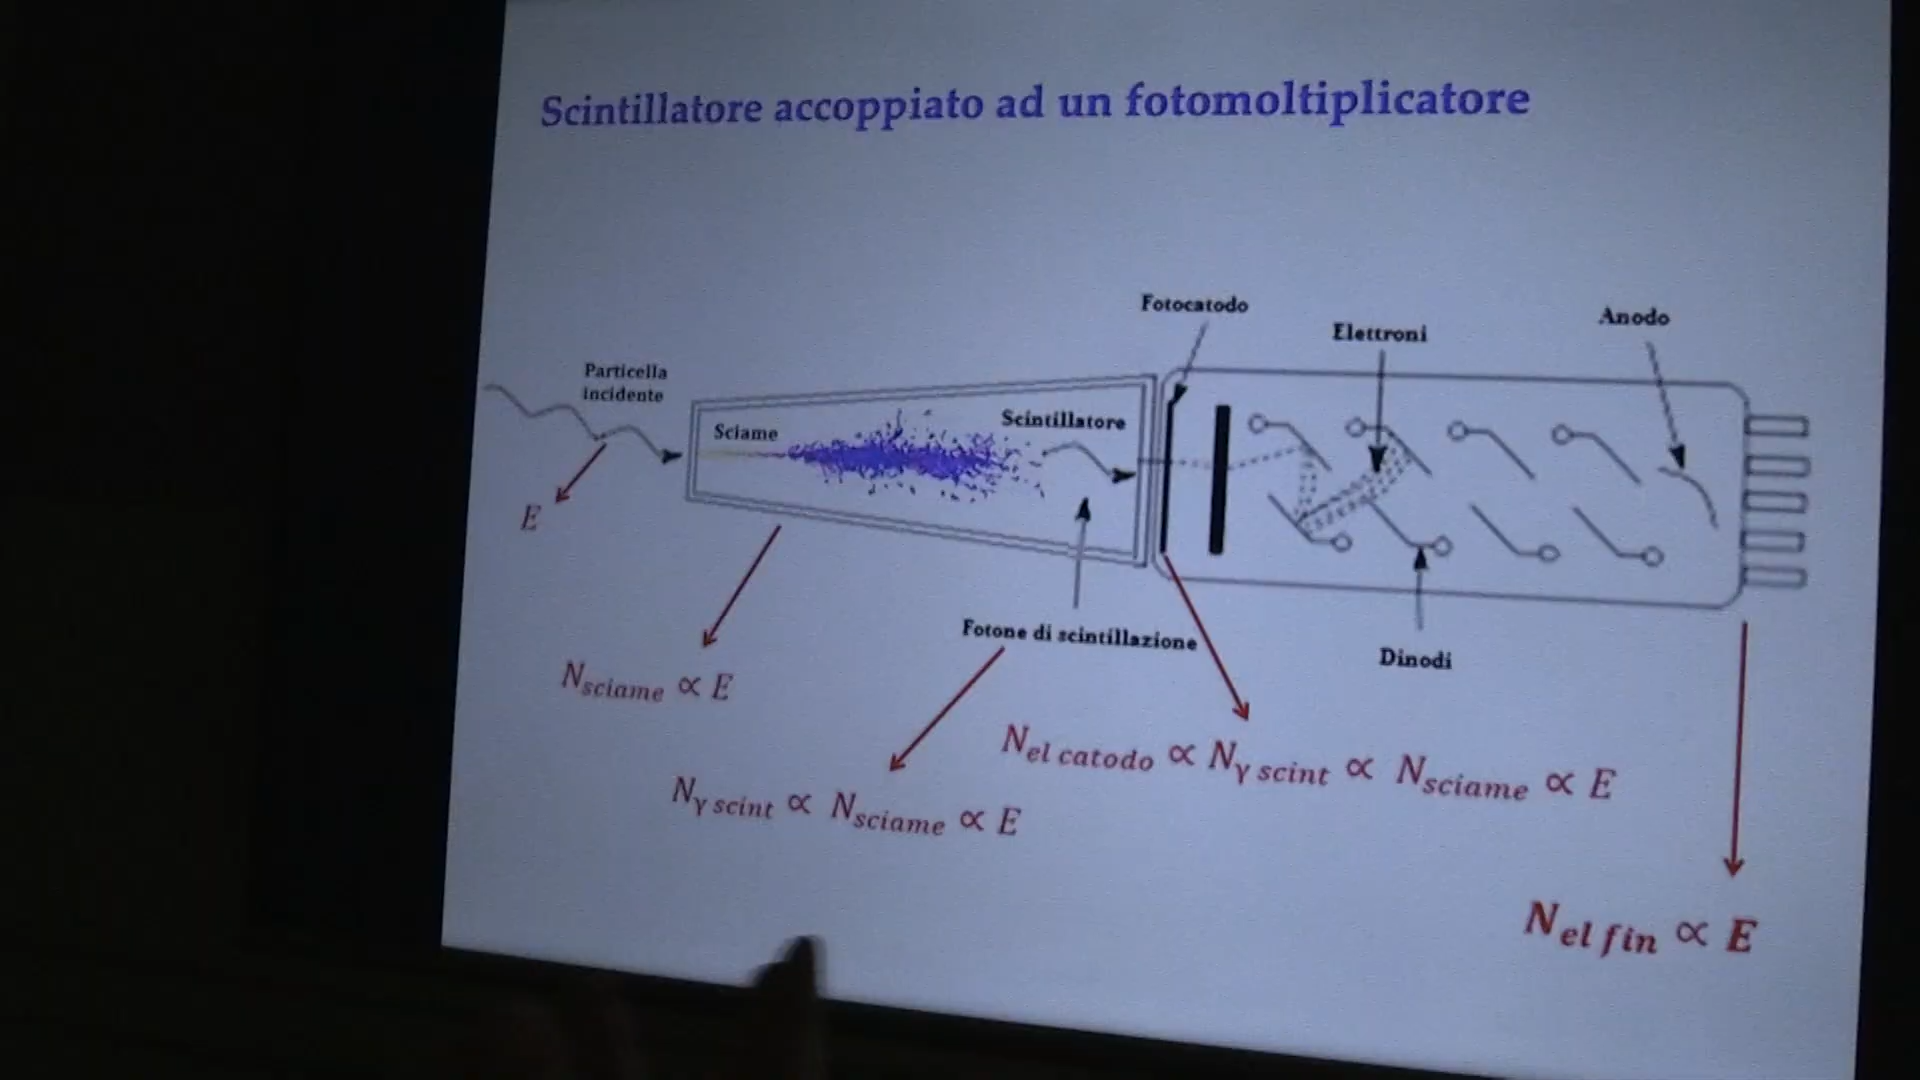 Scintillatore accoppiato ad un fotomoltiplicatore
Fotocatodo
Elettroni
Anodo
Particella
incidente
Sciame
Scintillatore
E
Fotone di scintillazione
Dinodi
N_sciame ∝ E
N_el catodo ∝ N_γ scint ∝ N_sciame ∝ E
N_γ scint ∝ N_sciame ∝ E
N_el fin ∝ E